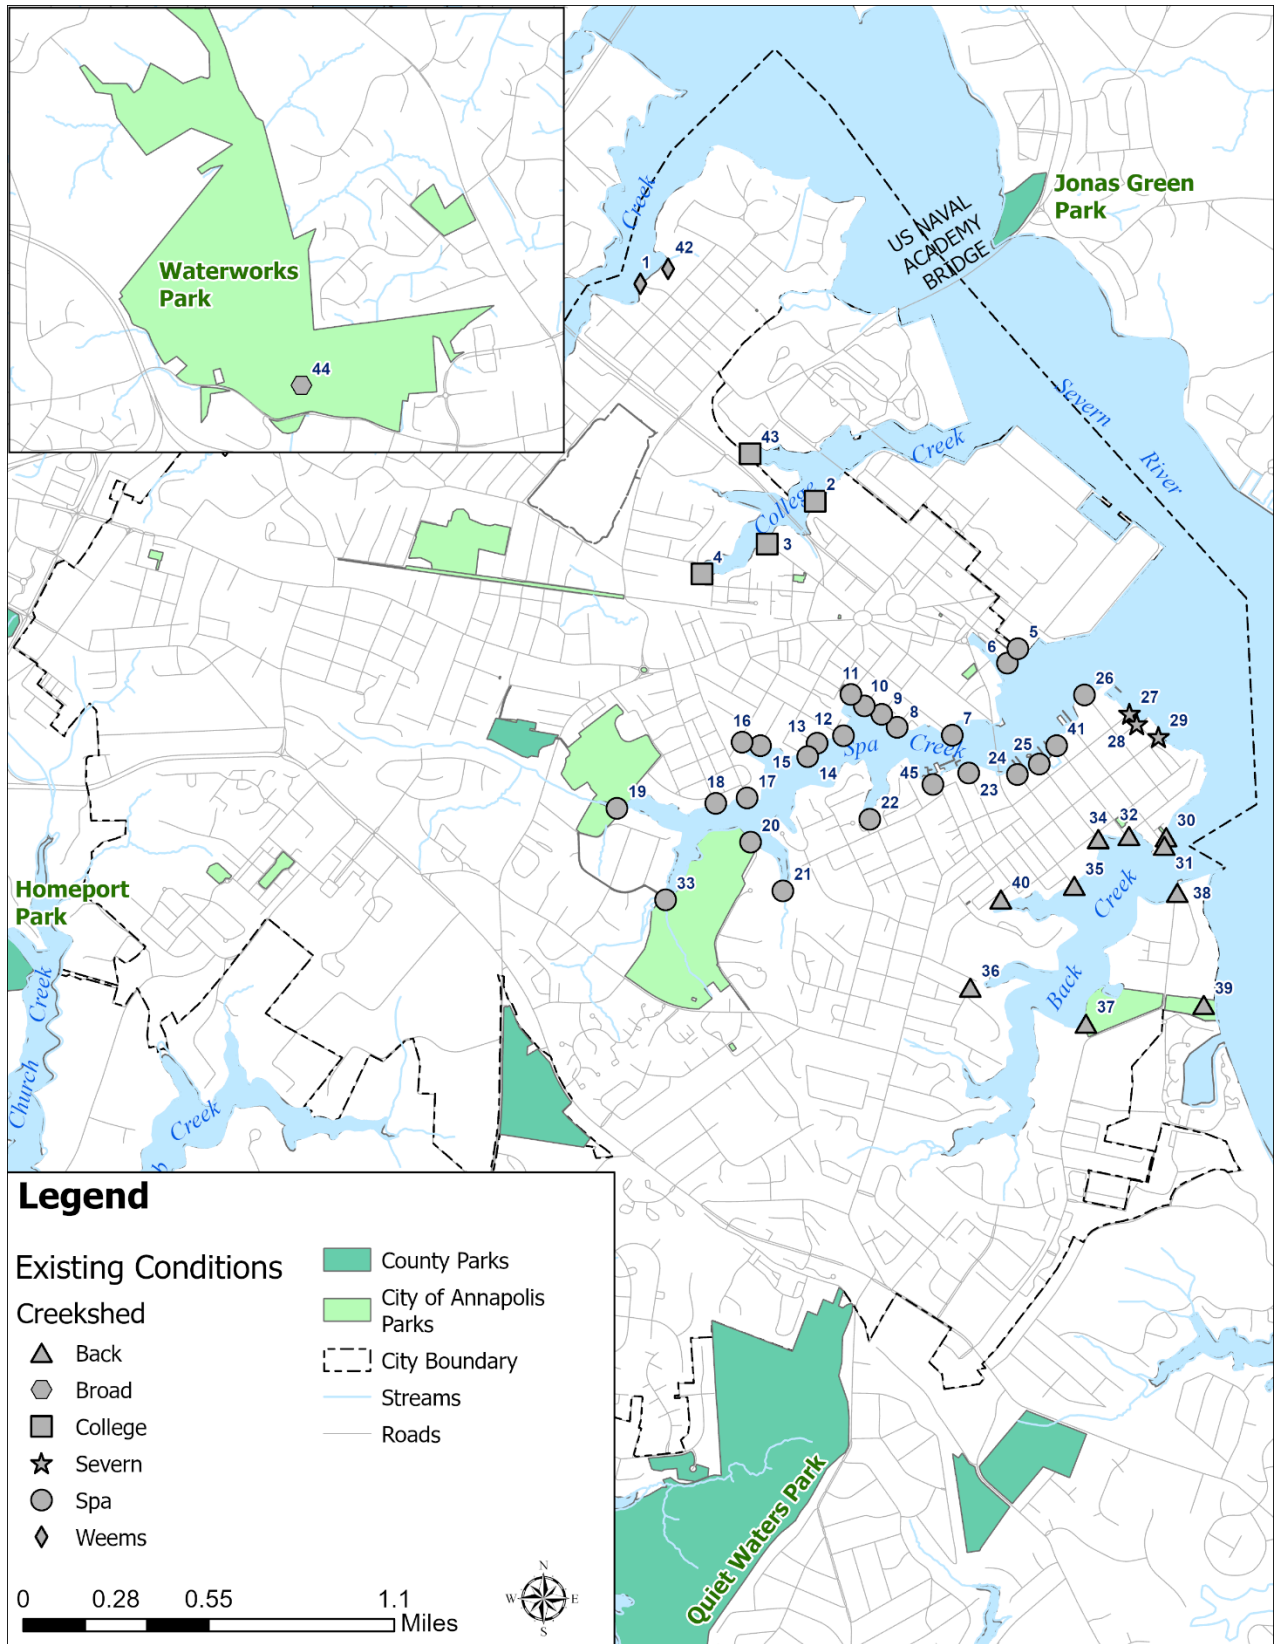 Waterworks
Park
44
Creek
42
1
Jonas Green
Park
US NAVAL
ACADEMY
BRIDGE
Severn
River
43
Creek
2
College
3
4
5
6
26
11
10
9
8
27
28
29
7
16
13
12
Spa
Creek
41
25
24
15
14
45
23
18
17
19
22
20
34
32
30
31
21
33
35
40
Creek
38
Homeport
Park
36
Back
39
37
Church
Creek
Creek
b
Legend
Existing Conditions
Creekshed
Back
Broad
College
Severn
Spa
Weems
County Parks
City of Annapolis
Parks
City Boundary
Streams
Roads
Quiet Waters Park
N
W
E
S
0
0.28
0.55
1.1
Miles